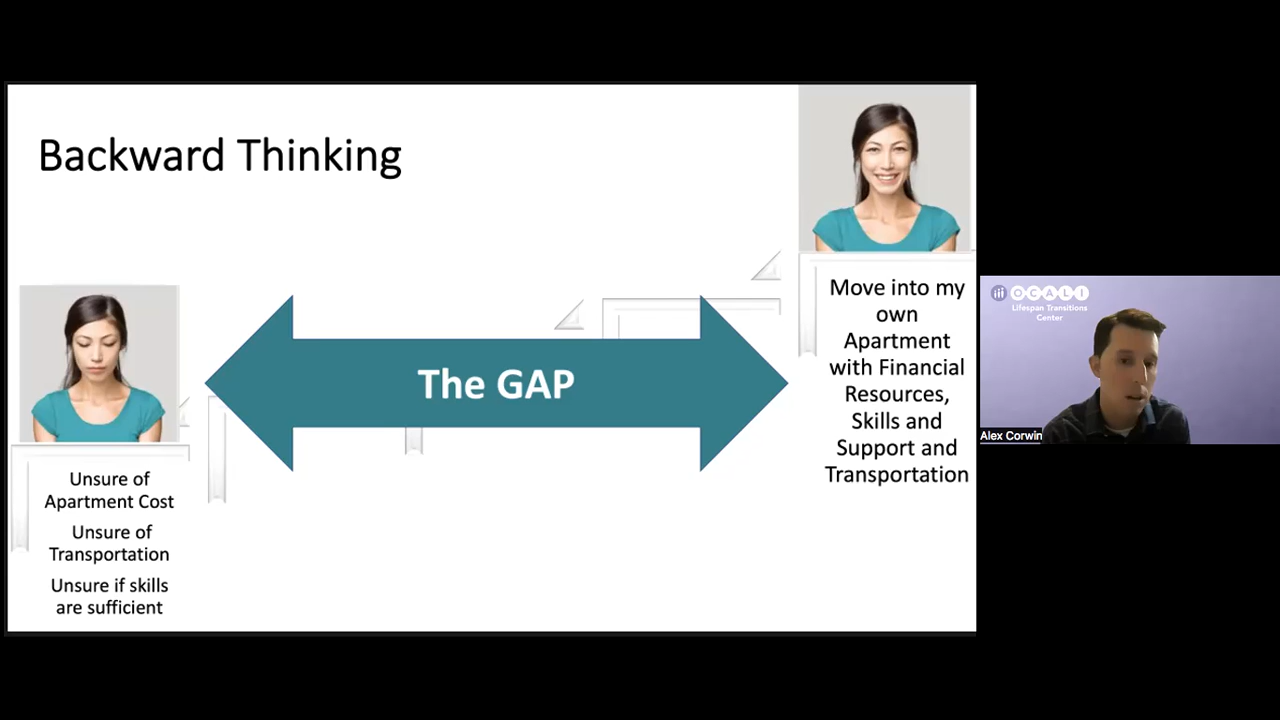 Backward Thinking
The GAP
Unsure of
Apartment Cost
Unsure of
Transportation
Unsure if skills
are sufficient
Move into my
own
Apartment
with Financial
Resources,
Skills and
Support and
Transportation
OCALI
Lifespan Transitions
Center
Alex Corwin